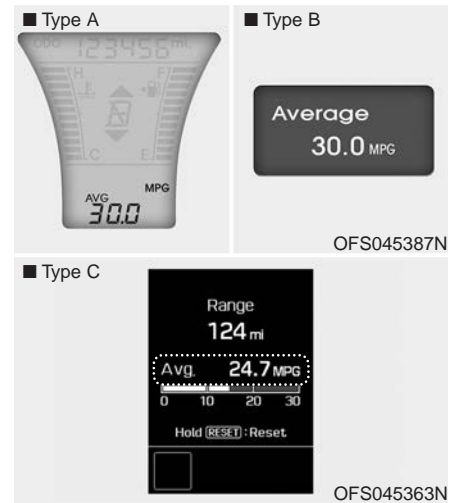 ■ Type A
ODO 123456 mi.
H F
C E
AVG MPG
30.0
■ Type B
Average
30.0 MPG
OFS045387N
■ Type C
Range
124 mi
Avg. 24.7 MPG
0 10 20 30
Hold RESET : Reset
OFS045363N